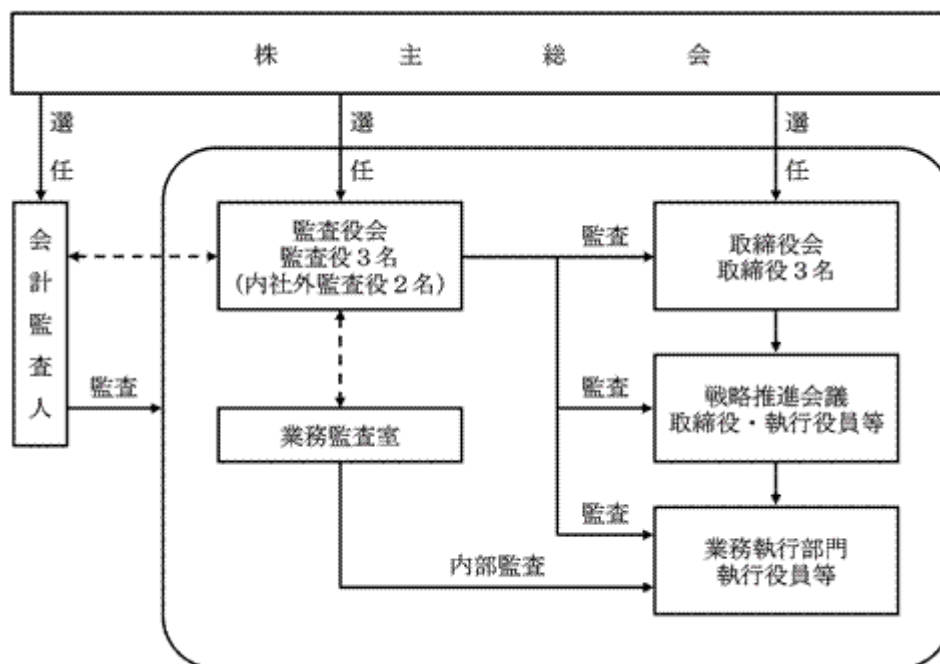 株主総会
選任
選任
選任
会計監査人
監査役会
監査役3名
(内社外監査役2名)
監査
取締役会
取締役3名
監査
業務監査室
監査
戦略推進会議
取締役・執行役員等
監査
内部監査
業務執行部門
執行役員等